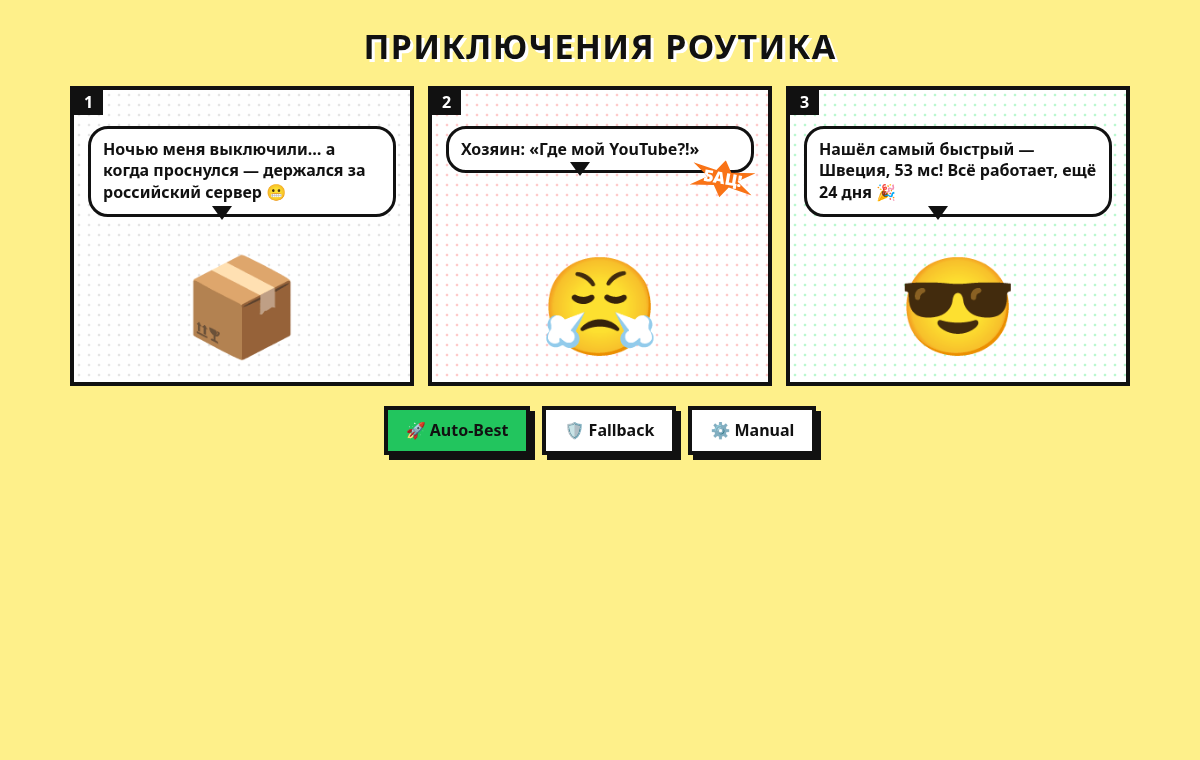 ПРИКЛЮЧЕНИЯ РОУТИКА
1
Ночью меня выключили... а
когда проснулся — держался за
российский сервер 😬
2
Хозяин: «Где мой YouTube?!»
БАЦ!
3
Нашёл самый быстрый —
Швеция, 53 мс! Всё работает, ещё
24 дня 🎉
🚀 Auto-Best
🛡️ Fallback
⚙️ Manual